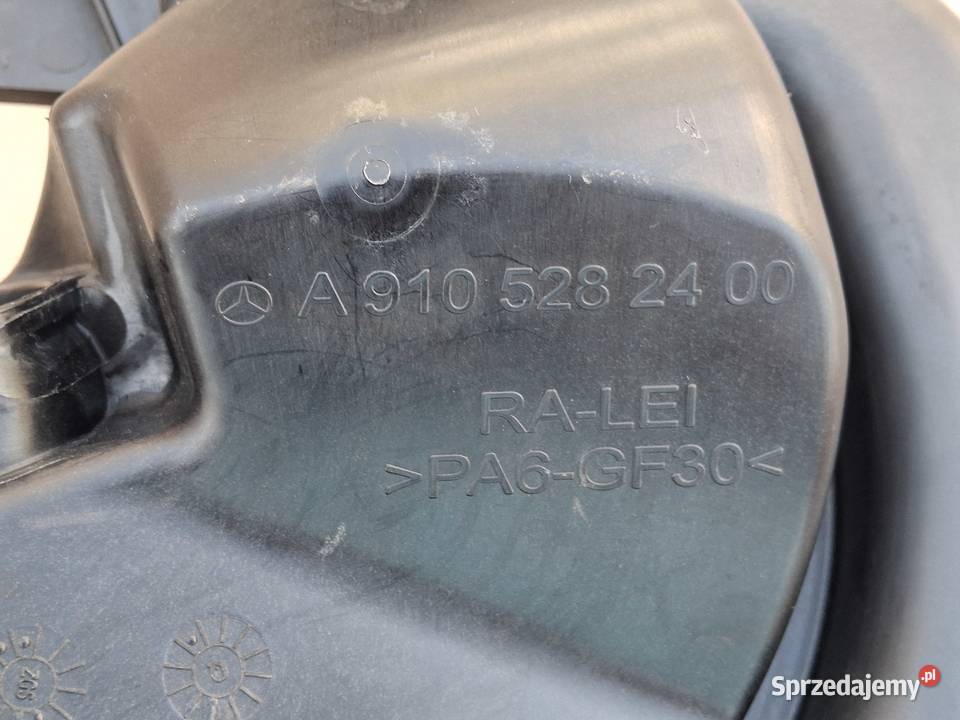 A 910 528 24 00
RA-LEI
>PA6-GF30<
Sprzedajemy.pl